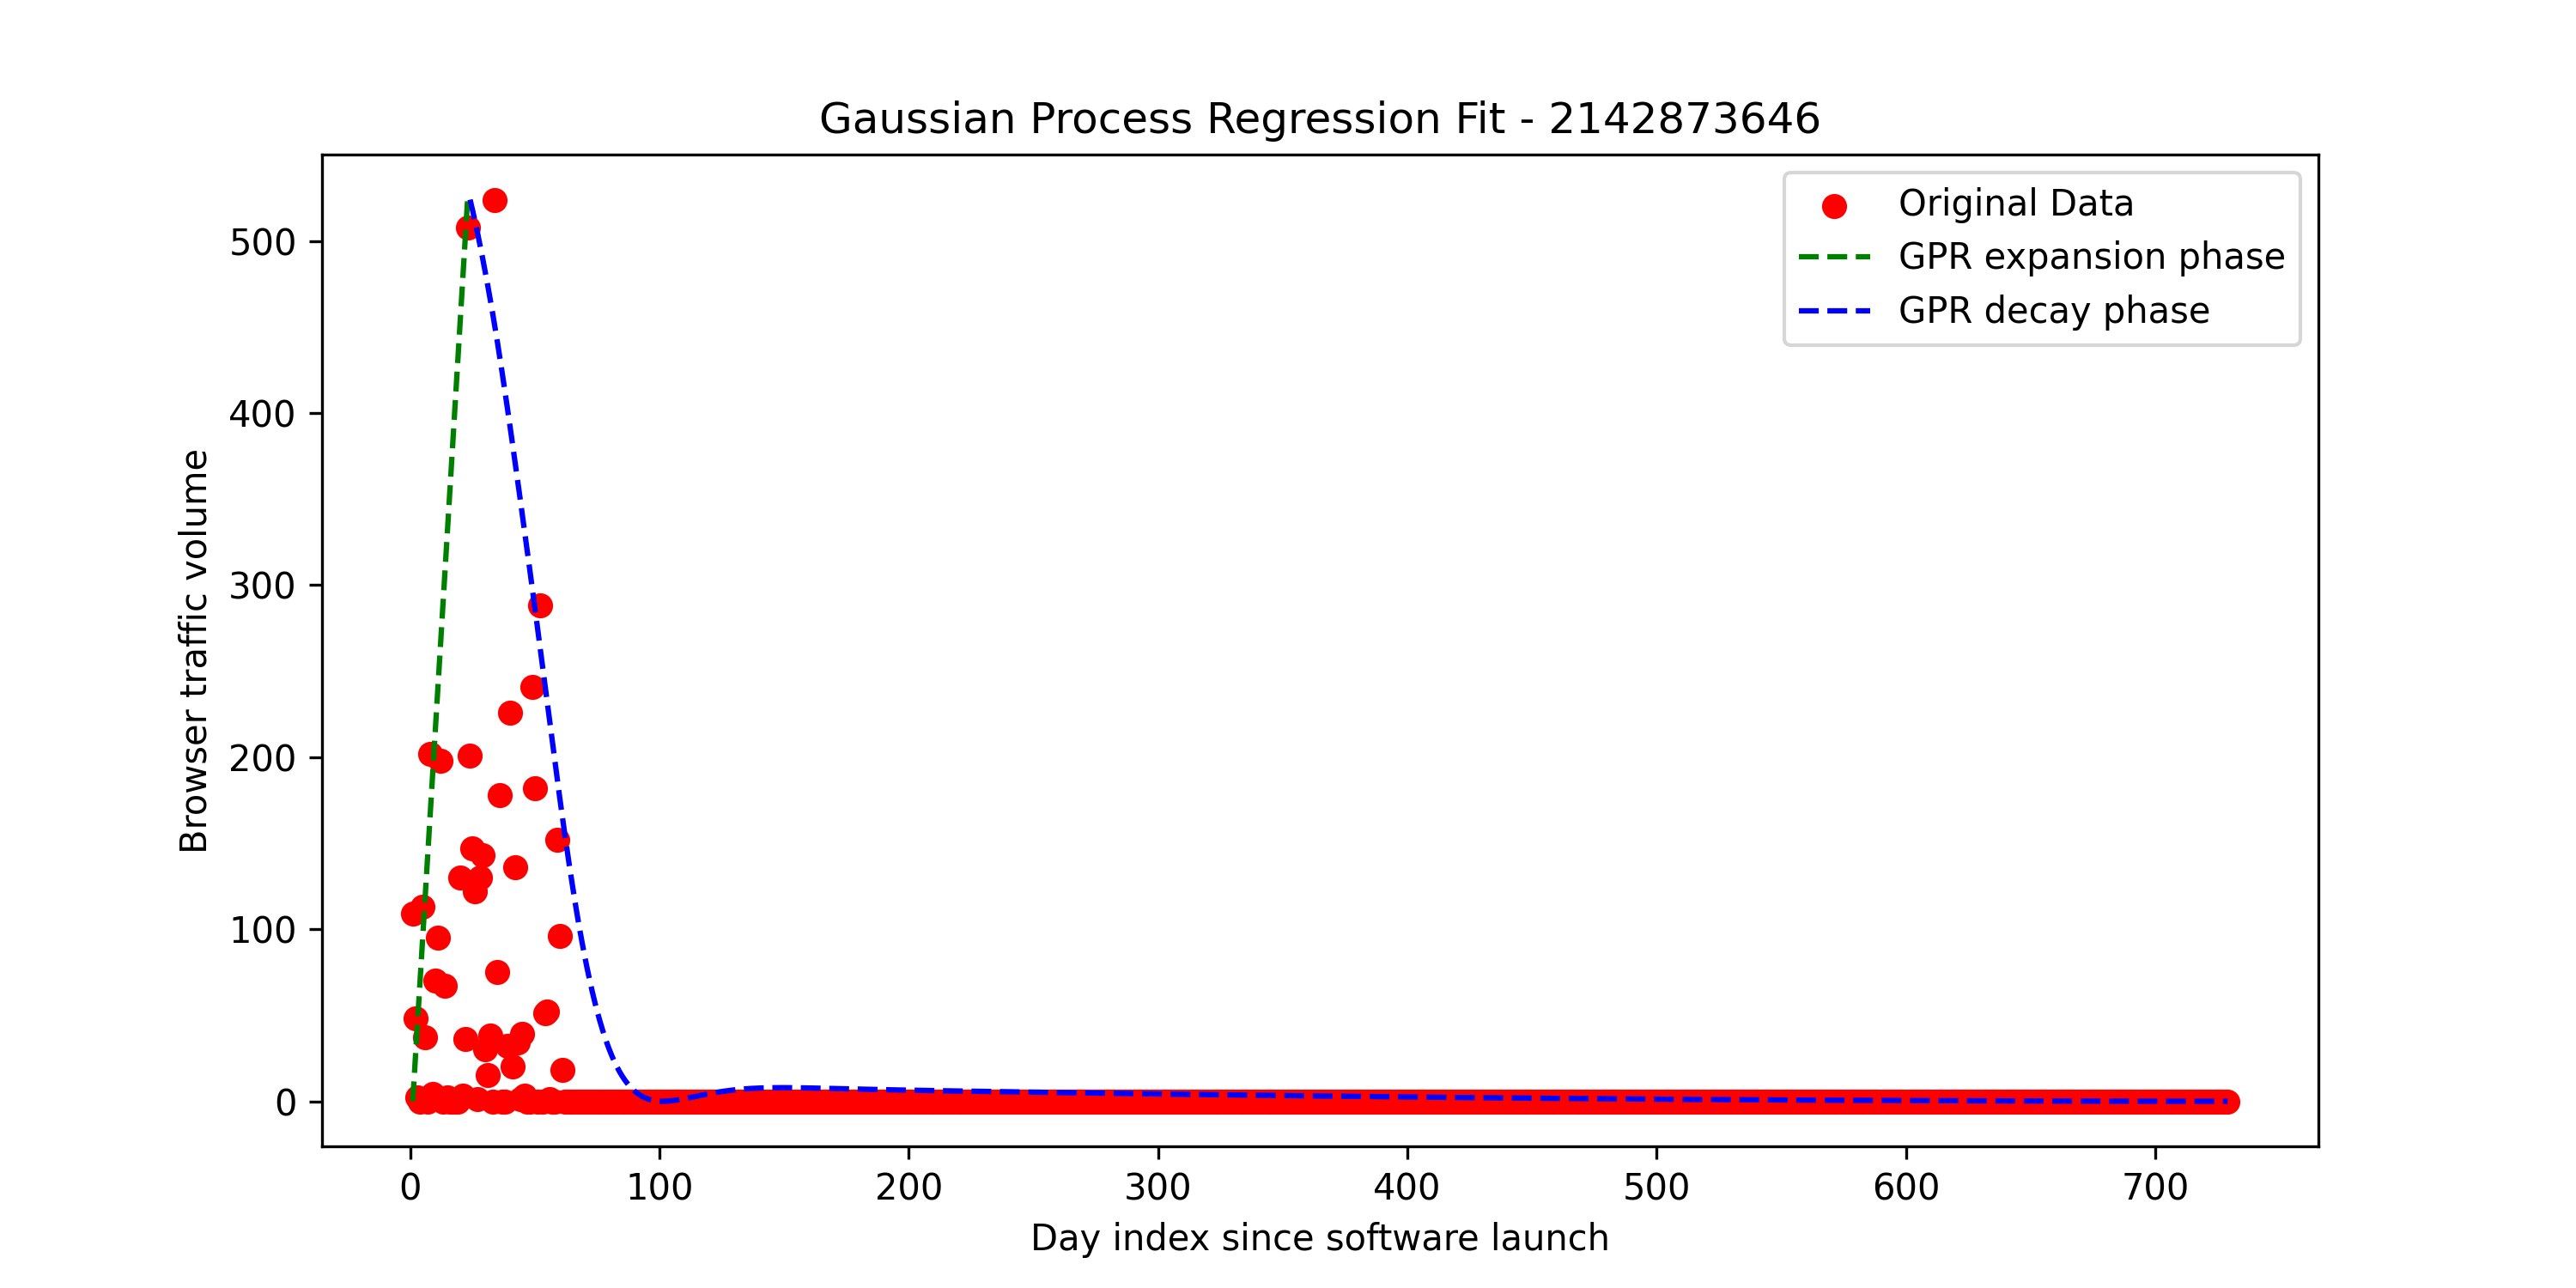 Gaussian Process Regression Fit - 2142873646
Original Data
GPR expansion phase
GPR decay phase
Browser traffic volume
500
400
300
200
100
0
0 100 200 300 400 500 600 700
Day index since software launch